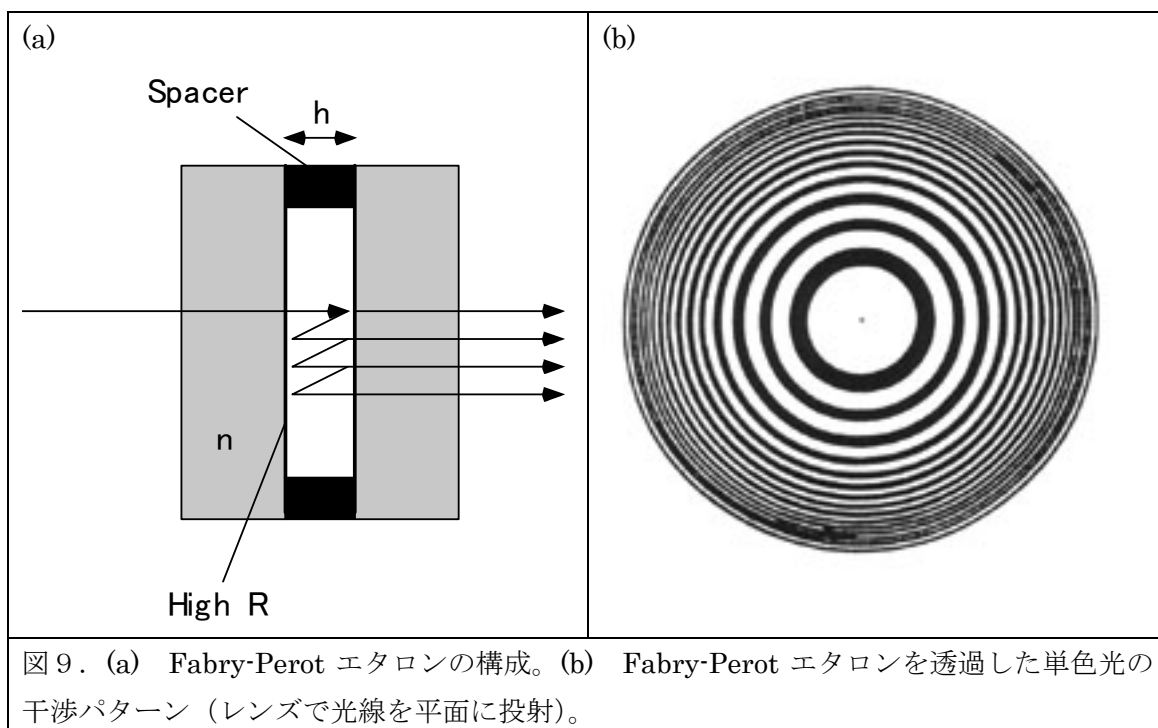 (a)
Spacer
h
n
High R
(b)
図９．(a) Fabry-Perot エタロンの構成。(b) Fabry-Perot エタロンを透過した単色光の
干渉パターン（レンズで光線を平面に投射）。